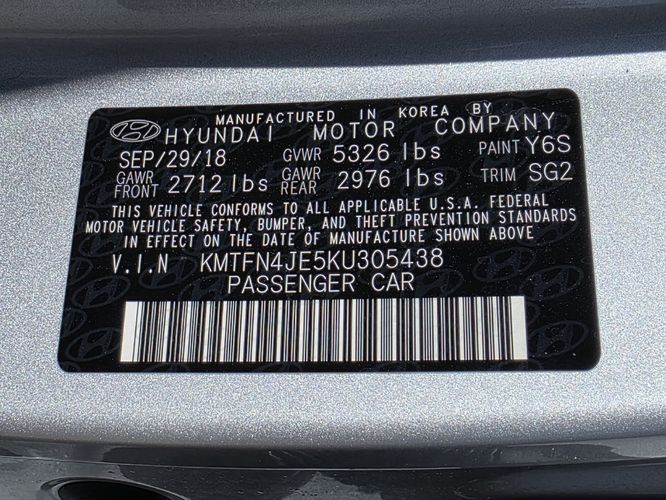 MANUFACTURED IN KOREA BY
HYUNDAI MOTOR COMPANY
SEP/29/18 GVWR 5326 lbs PAINT Y6S
GAWR FRONT 2712 lbs GAWR REAR 2976 lbs TRIM SG2
THIS VEHICLE CONFORMS TO ALL APPLICABLE U.S.A. FEDERAL
MOTOR VEHICLE SAFETY, BUMPER, AND THEFT PREVENTION STANDARDS
IN EFFECT ON THE DATE OF MANUFACTURE SHOWN ABOVE
V.I.N KMTFN4JE5KU305438
PASSENGER CAR